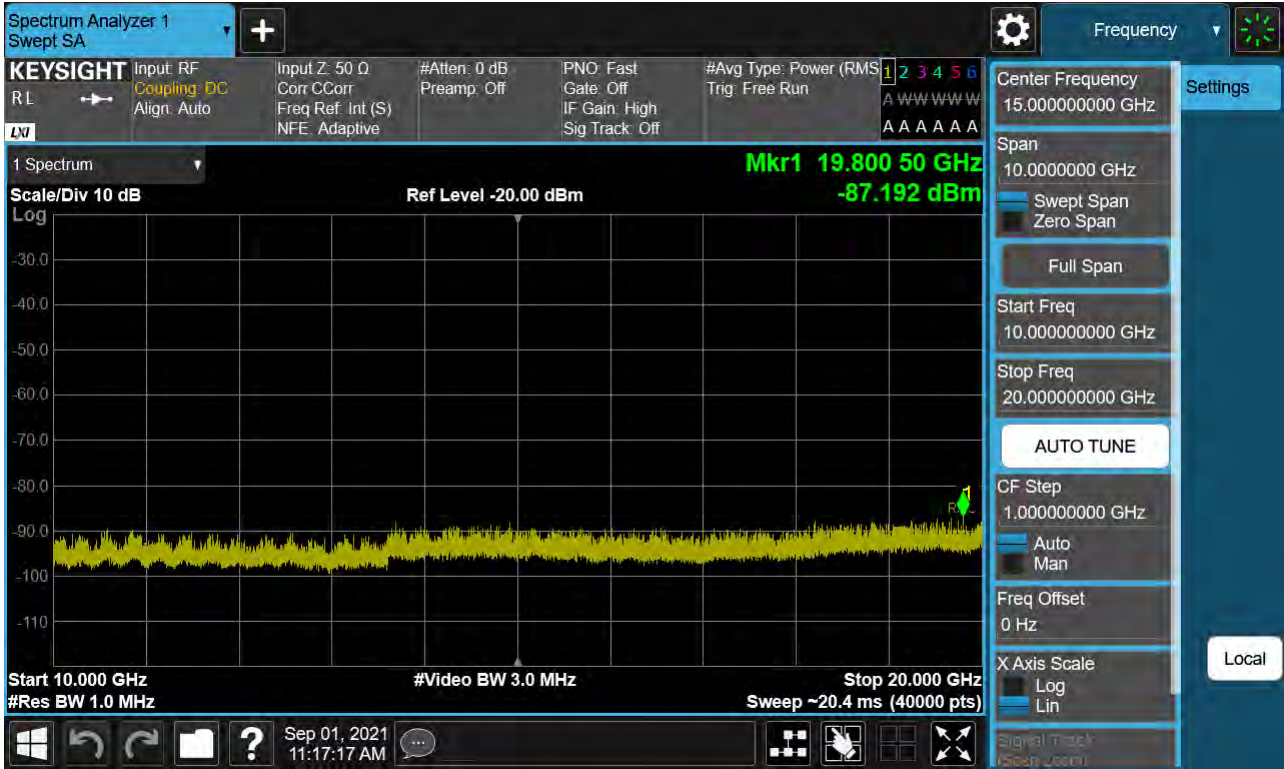 Spectrum Analyzer 1
Swept SA
+
Frequency
KEYSIGHT
R L
LXI
Input: RF
Coupling: DC
Align: Auto
Input Z: 50 Ω
Corr CCorr
Freq Ref: Int (S)
NFE: Adaptive
#Atten: 0 dB
Preamp: Off
PNO: Fast
Gate: Off
IF Gain: High
Sig Track: Off
#Avg Type: Power (RMS
Trig: Free Run
1 2 3 4 5 6
A W W W W W
A A A A A A
1 Spectrum
Scale/Div 10 dB
Log
Ref Level -20.00 dBm
Mkr1 19.800 50 GHz
-87.192 dBm
-30.0
-40.0
-50.0
-60.0
-70.0
-80.0
-90.0
-100
-110
1
Start 10.000 GHz
#Res BW 1.0 MHz
#Video BW 3.0 MHz
Stop 20.000 GHz
Sweep ~20.4 ms (40000 pts)
Center Frequency
15.000000000 GHz
Span
10.0000000 GHz
Swept Span
Zero Span
Full Span
Start Freq
10.000000000 GHz
Stop Freq
20.000000000 GHz
AUTO TUNE
CF Step
1.000000000 GHz
Auto
Man
Freq Offset
0 Hz
X Axis Scale
Log
Lin
Signal Track
(Span Zoom)
Settings
Local
?
Sep 01, 2021
11:17:17 AM